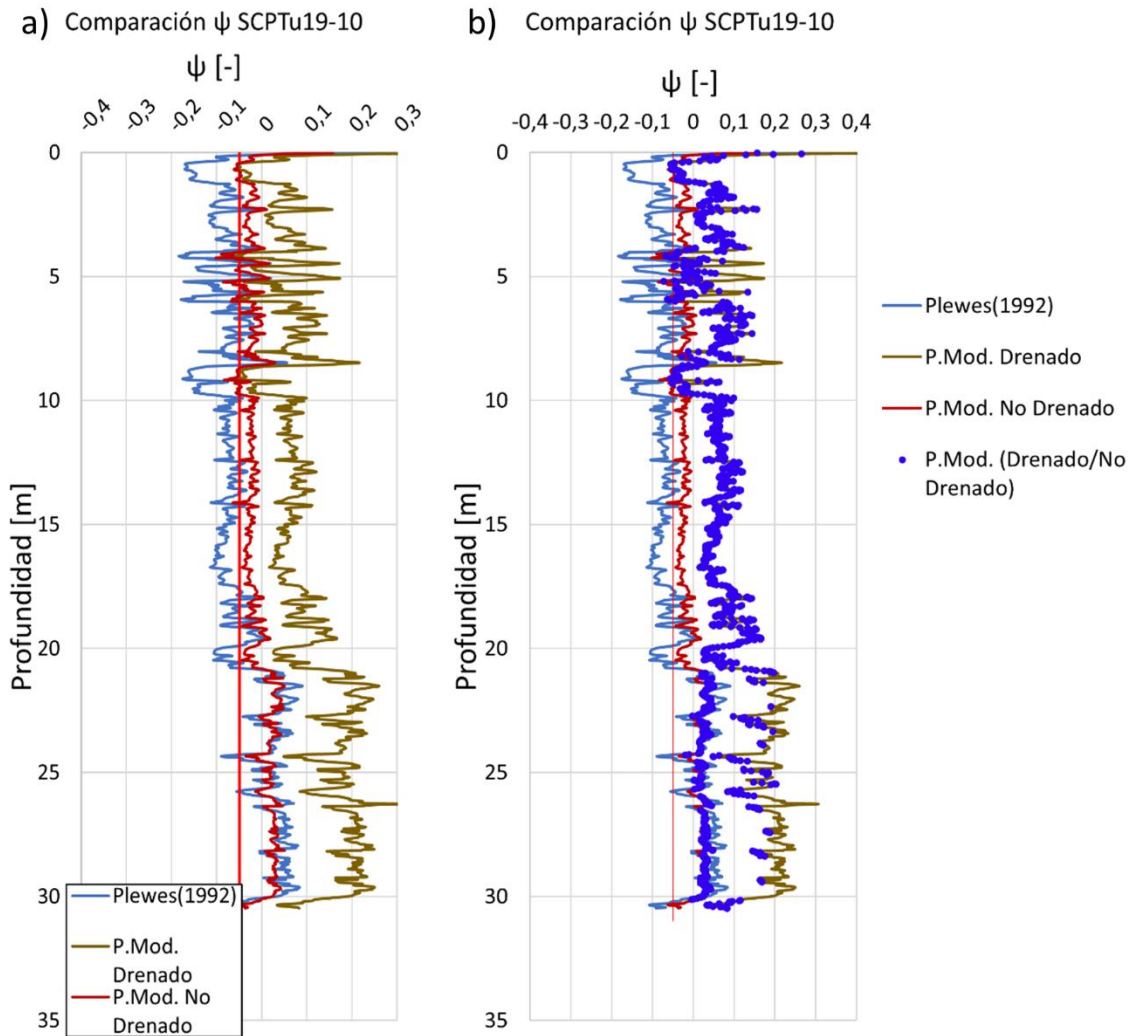 a) Comparación ψ SCPTu19-10
ψ [-]
-0,4 -0,3 -0,2 -0,1 0 0,1 0,2 0,3
0
5
10
15
20
25
30
35
Profundidad [m]
Plewes(1992)
P.Mod.
Drenado
P.Mod. No
Drenado
b) Comparación ψ SCPTu19-10
ψ [-]
-0,4 -0,3 -0,2 -0,1 0 0,1 0,2 0,3 0,4
0
5
10
15
20
25
30
35
Profundidad [m]
Plewes(1992)
P.Mod. Drenado
P.Mod. No Drenado
P.Mod. (Drenado/No
Drenado)